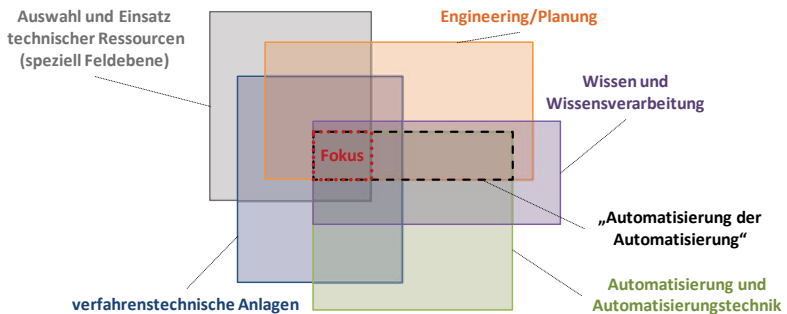 Auswahl und Einsatz
technischer Ressourcen
(speziell Feldebene)
Engineering/Planung
Wissen und
Wissensverarbeitung
Fokus
„Automatisierung der
Automatisierung“
verfahrenstechnische Anlagen
Automatisierung und
Automatisierungstechnik